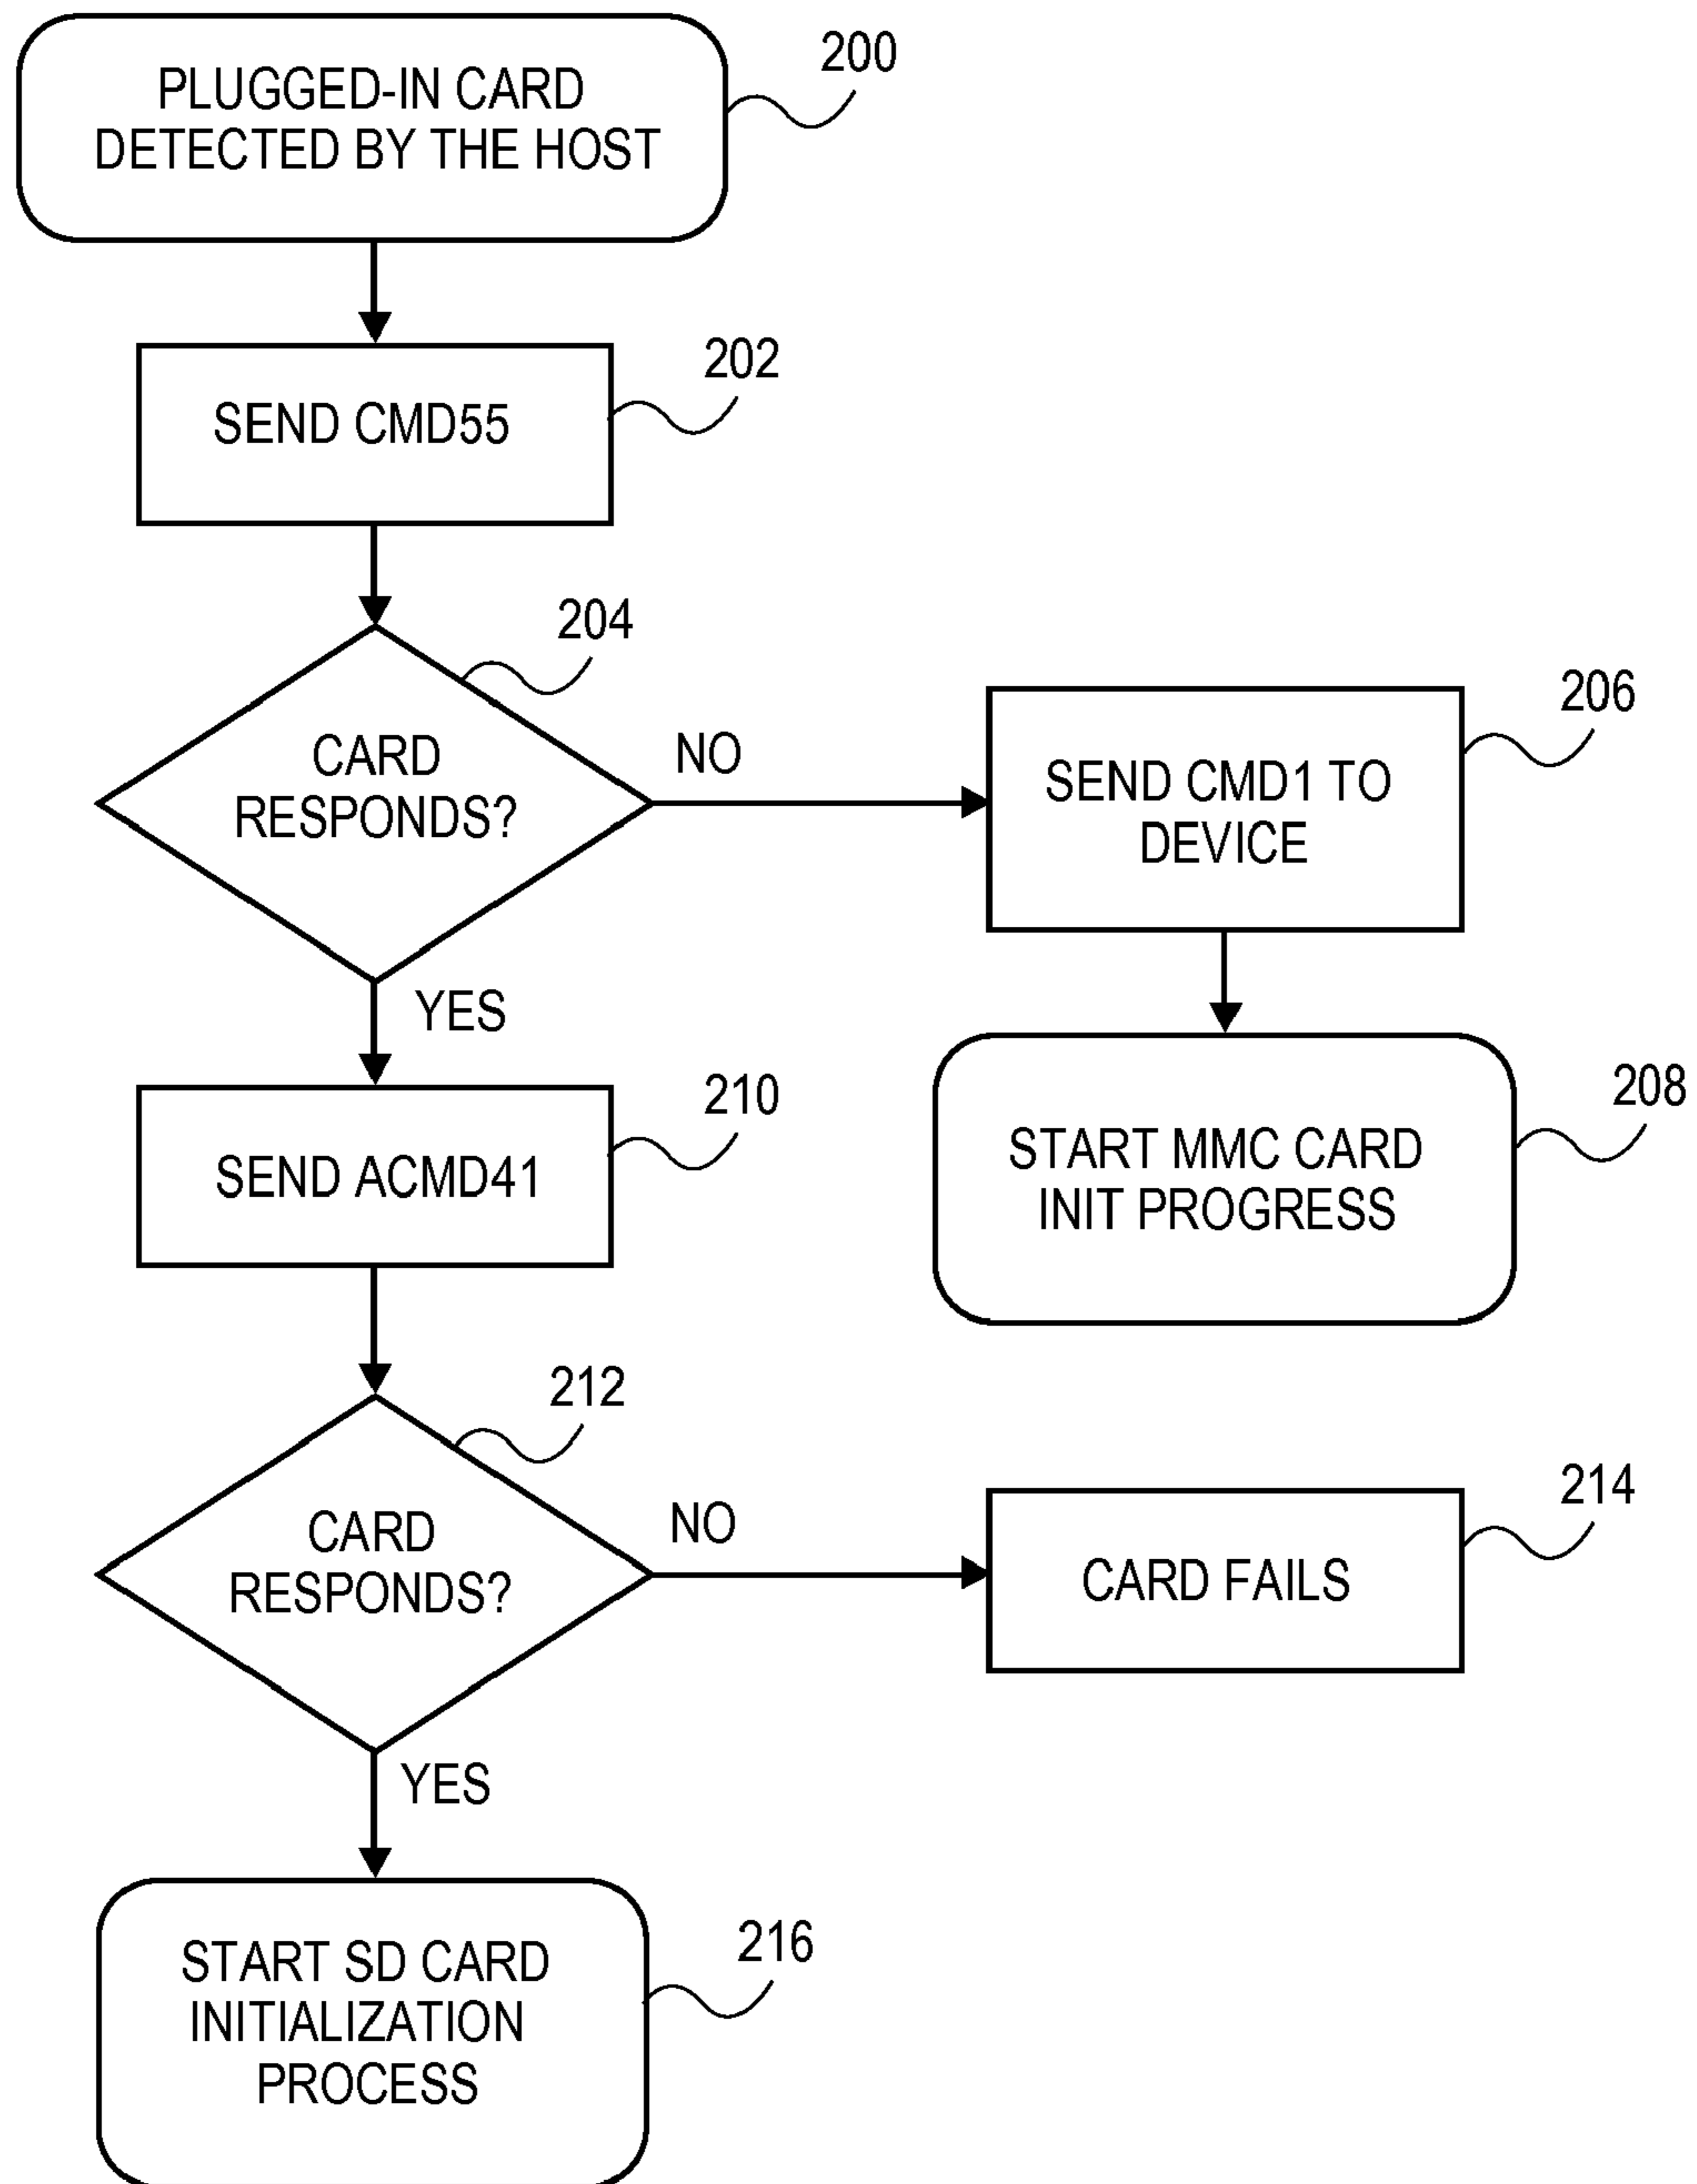 200
PLUGGED-IN CARD
DETECTED BY THE HOST
202
SEND CMD55
204
CARD
RESPONDS?
NO
206
SEND CMD1 TO
DEVICE
YES
208
START MMC CARD
INIT PROGRESS
210
SEND ACMD41
212
CARD
RESPONDS?
NO
214
CARD FAILS
YES
216
START SD CARD
INITIALIZATION
PROCESS